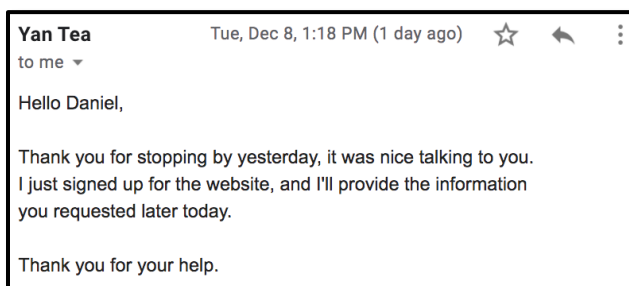 Yan Tea Tue, Dec 8, 1:18 PM (1 day ago)
to me
Hello Daniel,
Thank you for stopping by yesterday, it was nice talking to you.
I just signed up for the website, and I'll provide the information
you requested later today.
Thank you for your help.